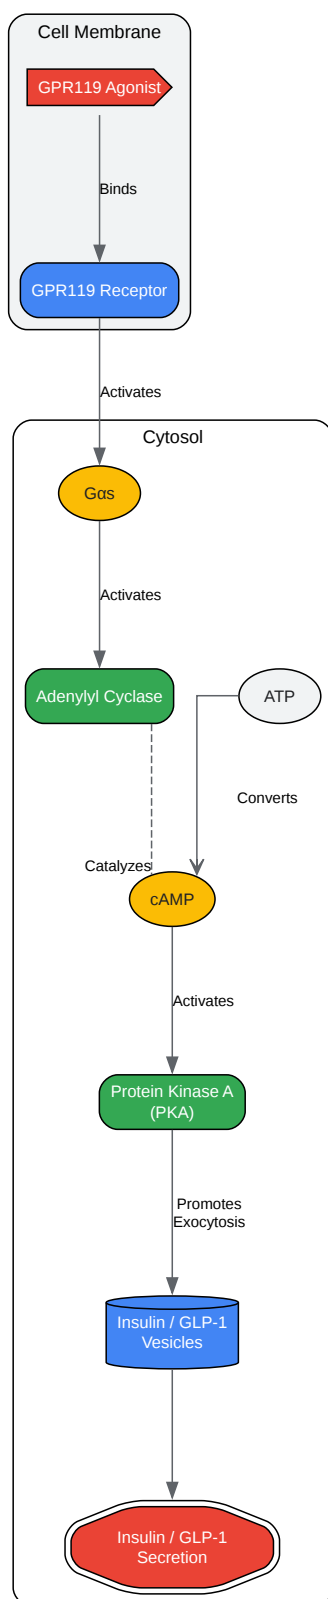 Cell Membrane
GPR119 Agonist
Binds
GPR119 Receptor
Activates
Cytosol
Gαs
Activates
Adenylyl Cyclase
ATP
Converts
Catalyzes
cAMP
Activates
Protein Kinase A
(PKA)
Promotes
Exocytosis
Insulin / GLP-1
Vesicles
Insulin / GLP-1
Secretion